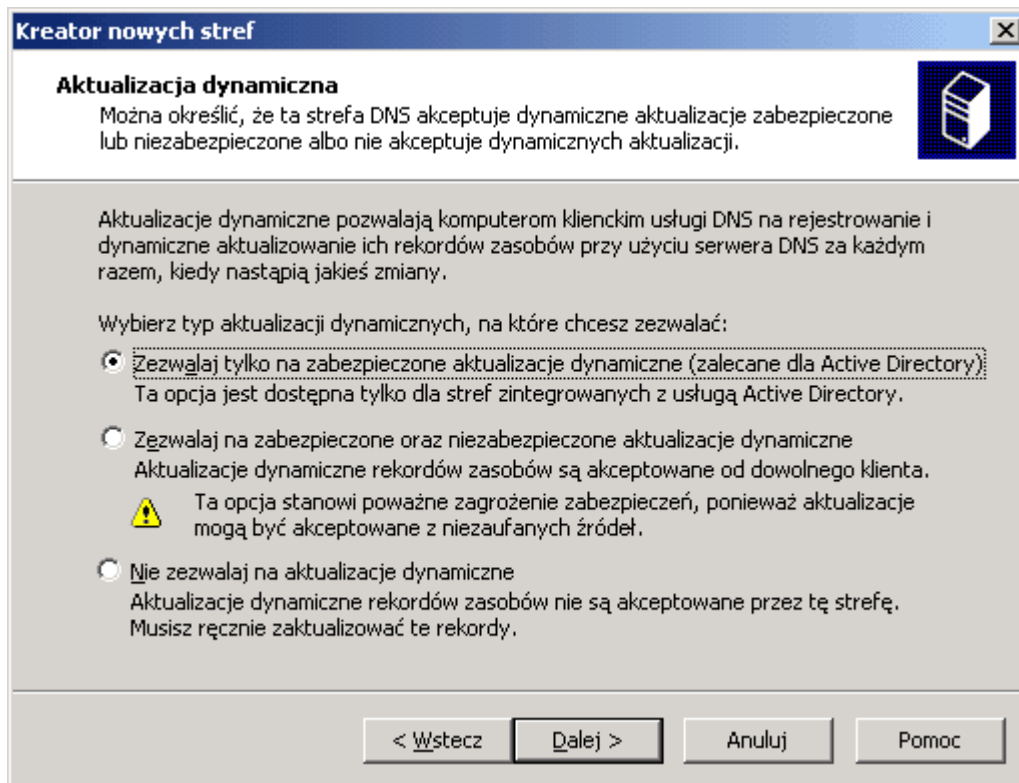 Kreator nowych stref
Aktualizacja dynamiczna
Można określić, że ta strefa DNS akceptuje dynamiczne aktualizacje zabezpieczone
lub niezabezpieczone albo nie akceptuje dynamicznych aktualizacji.
Aktualizacje dynamiczne pozwalają komputerom klienckim usługi DNS na rejestrowanie i
dynamiczne aktualizowanie ich rekordów zasobów przy użyciu serwera DNS za każdym
razem, kiedy nastąpią jakieś zmiany.
Wybierz typ aktualizacji dynamicznych, na które chcesz zezwalać:
Zezwalaj tylko na zabezpieczone aktualizacje dynamiczne (zalecane dla Active Directory)
Ta opcja jest dostępna tylko dla stref zintegrowanych z usługą Active Directory.
Zezwalaj na zabezpieczone oraz niezabezpieczone aktualizacje dynamiczne
Aktualizacje dynamiczne rekordów zasobów są akceptowane od dowolnego klienta.
Ta opcja stanowi poważne zagrożenie zabezpieczeń, ponieważ aktualizacje
mogą być akceptowane z niezaufanych źródeł.
Nie zezwalaj na aktualizacje dynamiczne
Aktualizacje dynamiczne rekordów zasobów nie są akceptowane przez tę strefę.
Musisz ręcznie zaktualizować te rekordy.
< Wstecz
Dalej >
Anuluj
Pomoc